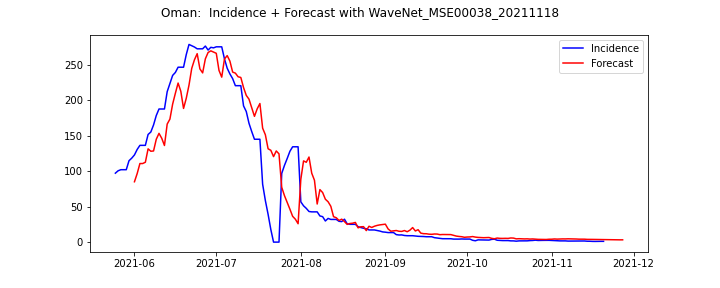 Oman:  Incidence + Forecast with WaveNet_MSE00038_20211118
Incidence
Forecast
250
200
150
100
50
0
2021-06 2021-07 2021-08 2021-09 2021-10 2021-11 2021-12